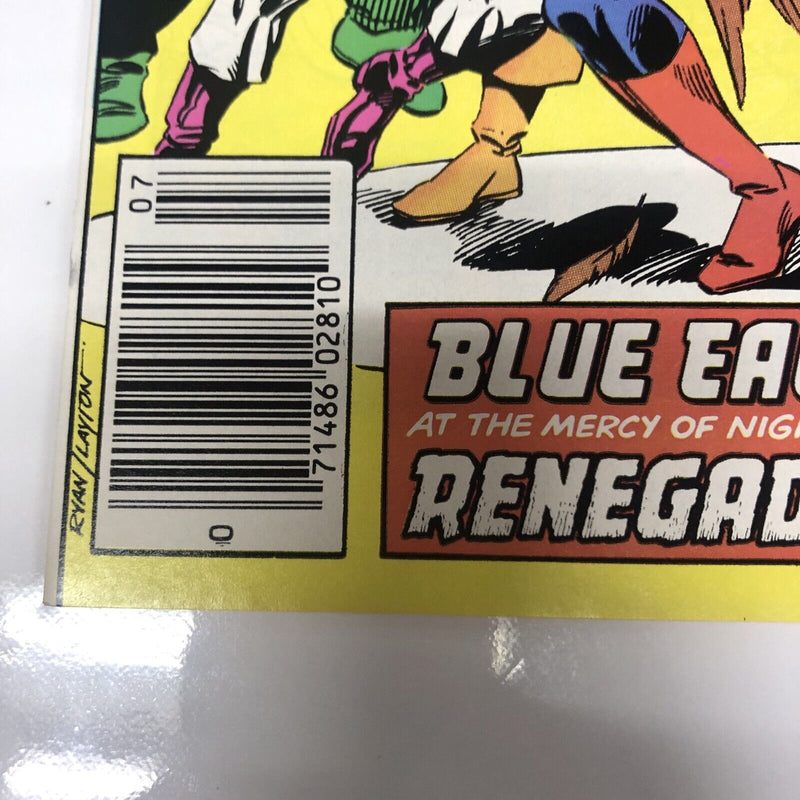 07
0 71486 02810
RYAN/LAYTON
BLUE EA
AT THE MERCY OF NIG
RENEGAD